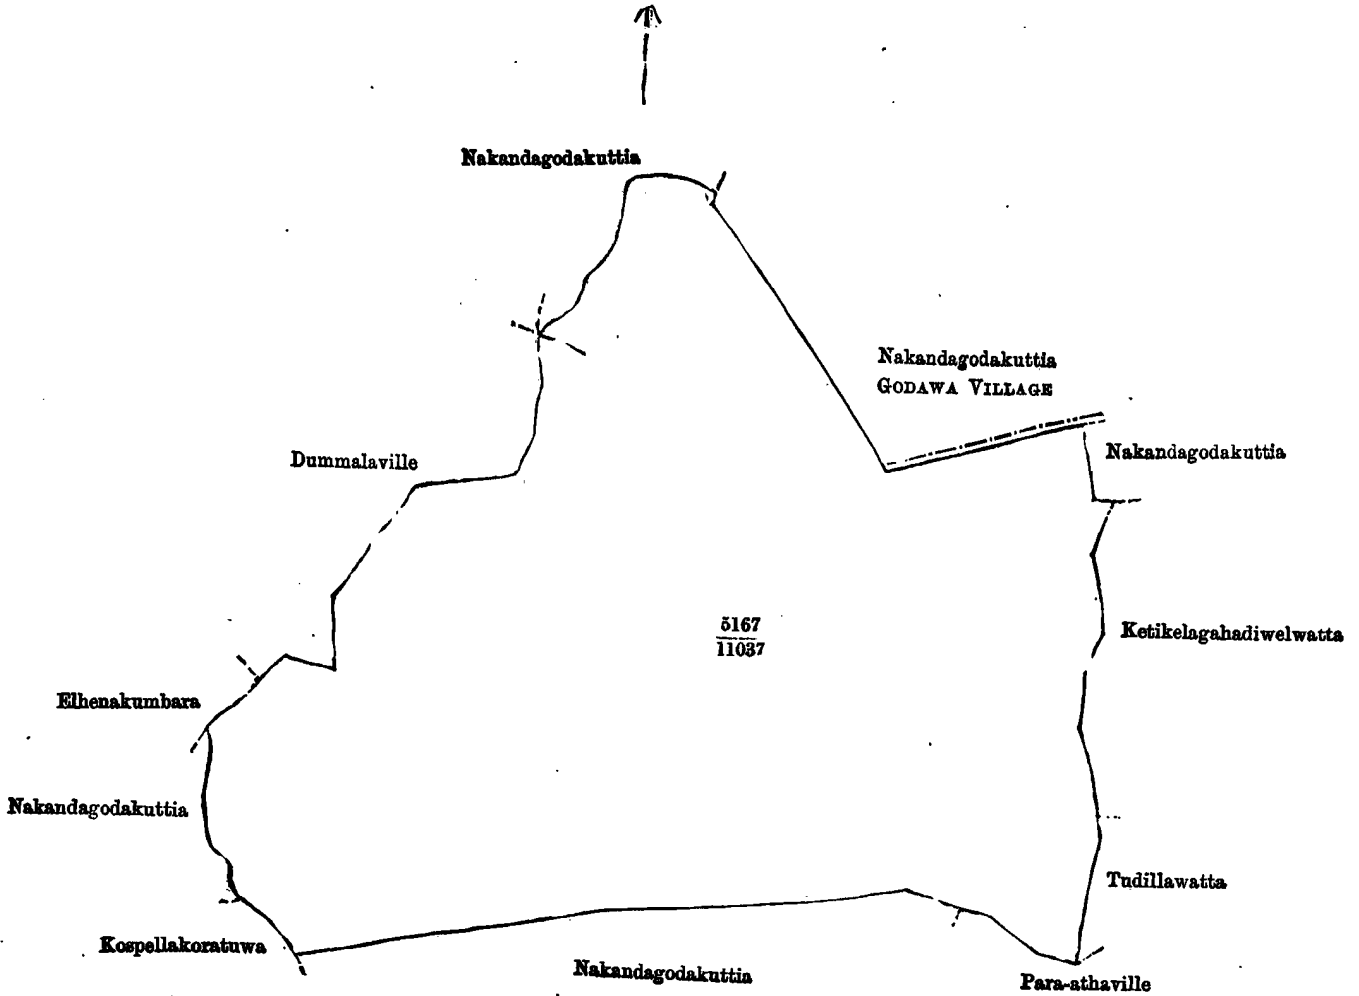 Nakandagodakuttia
Nakandagodakuttia
GODAWA VILLAGE
Nakandagodakuttia
Dummalaville
5167
11037
Ketikelagahadiwelwatta
Elhenakumbara
Nakandagodakuttia
Tudillawatta
Kospellakoratuwa
Nakandagodakuttia
Para-athaville